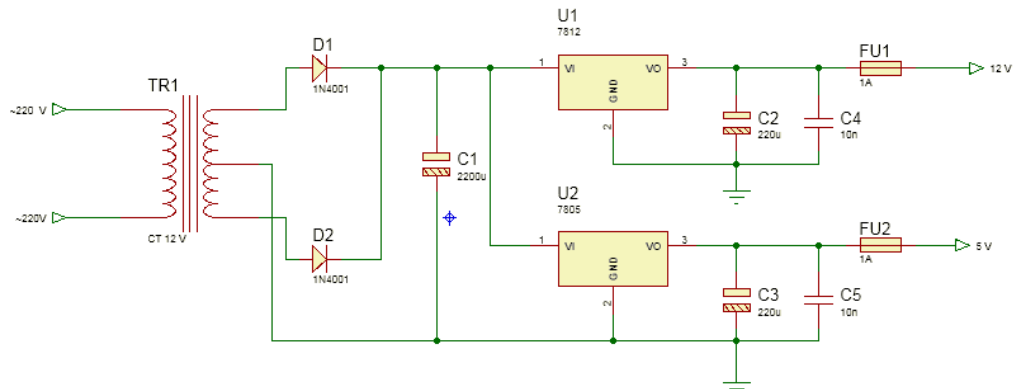 ~220 V
TR1
CT 12 V
~220V
D1
1N4001
D2
1N4001
C1
2200u
U1
7812
1
VI
VO
3
GND
2
C2
220u
C4
10n
FU1
1A
12 V
U2
7805
1
VI
VO
3
GND
2
C3
220u
C5
10n
FU2
1A
5 V